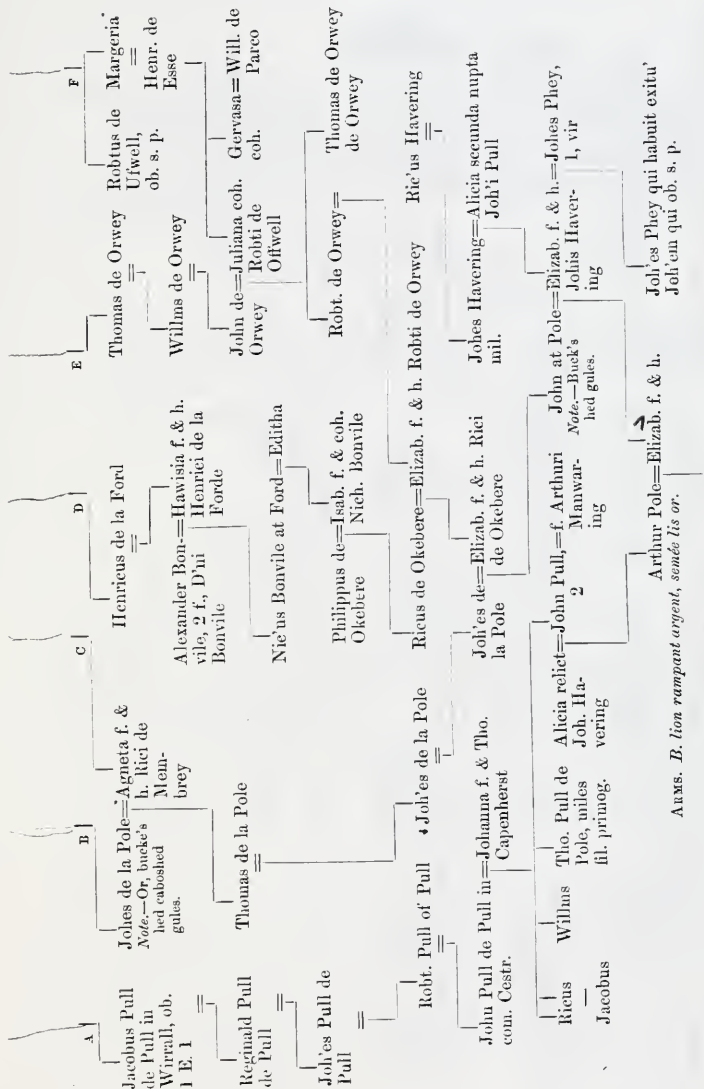 A
B
C
D
E
F
Jacobus Pull
de Pull in
Wirrall, ob.
1 E. 1
Johes de la Pole=Agneta f. &
Note.—Or, bucke's
hed caboshed
gules.
h. Rici de
Mem-
brey
Henricus de la Ford
Thomas de Orwey
Robtus de
Ufwell,
ob. s. p.
Margeria
Henr. de
Esse
Reginald Pull
de Pull
Thomas de la Pole
Alexander Bon-=Hawisia f. & h.
vile, 2 f., D'ni
Bonvile
Henrici de la
Forde
Willms de Orwey
Joh'es Pull de
Pull
Nic'us Bonvile at Ford=Editha
John de=Juliana coh.
Orwey
Robti de
Offwell
Gervasa=Will. de
coh.
Parco
Philippus de=Isab. f. & coh.
Okebere
Nich. Bonvile
Robt. de Orwey=
Thomas de Orwey
de Orwey
Robt. Pull of Pull
Joh'es de la Pole
Ricus de Okebere=Elizab. f. & h. Robti de Orwey
Ric'us Havering
John Pull de Pull in=Johanna f. & Tho.
com. Cestr.
Capenherst
Joh'es de=Elizab. f. & h. Rici
la Pole
de Okebere
Johes Havering=Alicia secunda nupta
mil.
Joh'i Pull
Ricus
Jacobus
Willms
Tho. Pull de
Pole, miles
fil. primog.
Alicia relict=John Pull,=f. Arthuri
Joh. Ha-
vering
2
Manwar-
ing
John at Pole=Elizab. f. & h.=Johes Phey,
Note.—Buck's
hed gules.
Johis Haver-
ing
1, vir
Arthur Pole=Elizab. f. & h.
Joh'es Phey qui habuit exitu'
Joh'em qui ob. s. p.
ARMS. B. lion rampant argent, semée lis or.